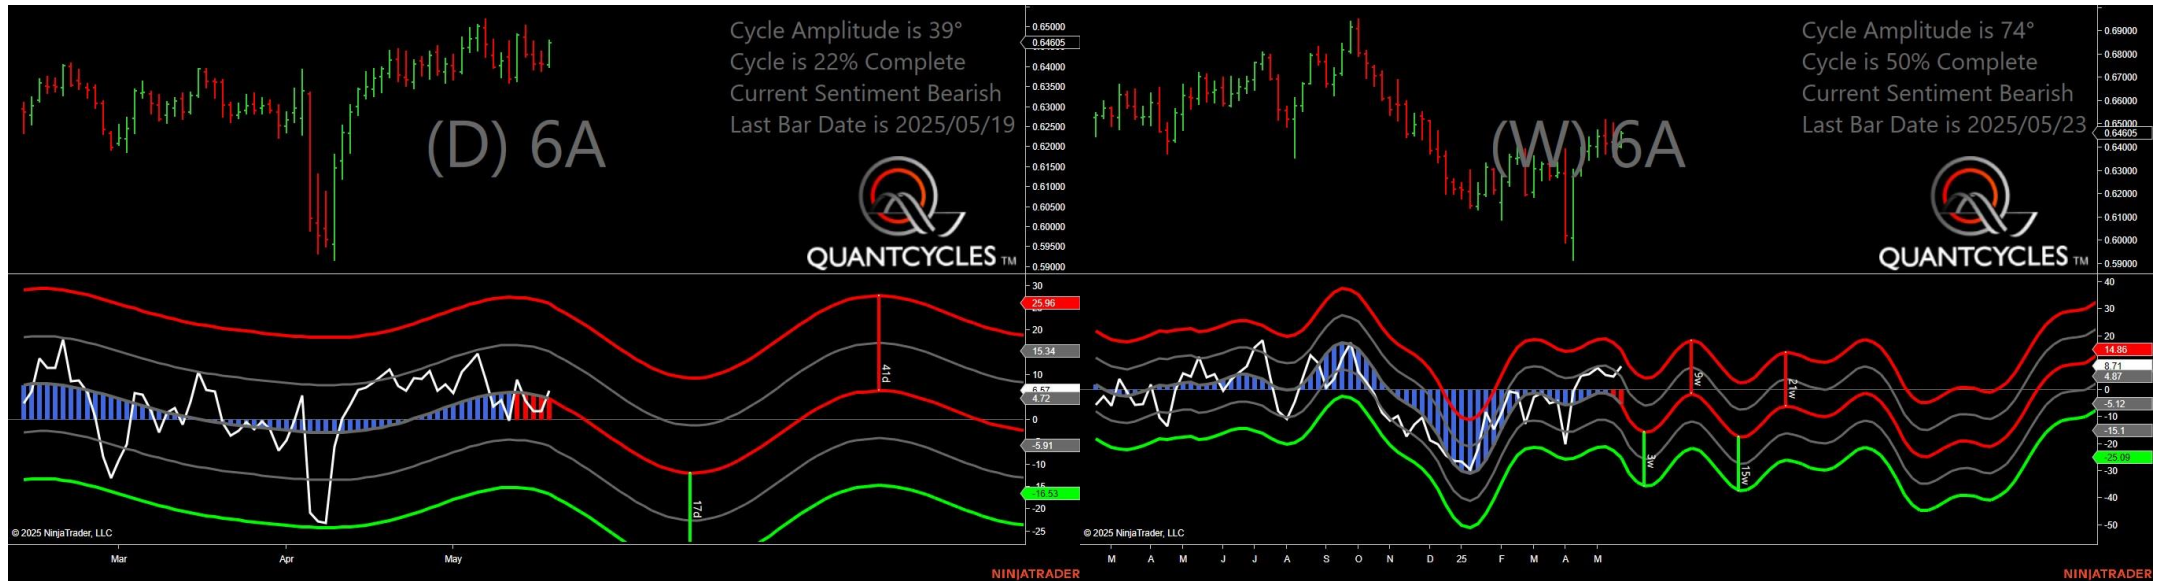 Cycle Amplitude is 39°
Cycle is 22% Complete
Current Sentiment Bearish
Last Bar Date is 2025/05/19
(D) 6A
QUANTCYCLES TM
0.65000
0.64605
0.64000
0.63500
0.63000
0.62500
0.62000
0.61500
0.61000
0.60500
0.60000
0.59500
0.59000
30
25.96
20
15.34
10
6.57
4.72
0
-5.91
-10
-15
-16.53
-20
-25
41d
17d
© 2025 NinjaTrader, LLC
Mar Apr May
NINJATRADER
Cycle Amplitude is 74°
Cycle is 50% Complete
Current Sentiment Bearish
Last Bar Date is 2025/05/23
(W) 6A
QUANTCYCLES TM
0.69000
0.68000
0.67000
0.66000
0.65000
0.64605
0.64000
0.63000
0.62000
0.61000
0.60000
0.59000
40
30
20
14.86
8.71
4.87
0
-5.12
-10
-15.1
-20
-25.09
-30
-40
-50
9w
21w
3w
15w
© 2025 NinjaTrader, LLC
M A M J J A S O N D 25 F M A M
NINJATRADER